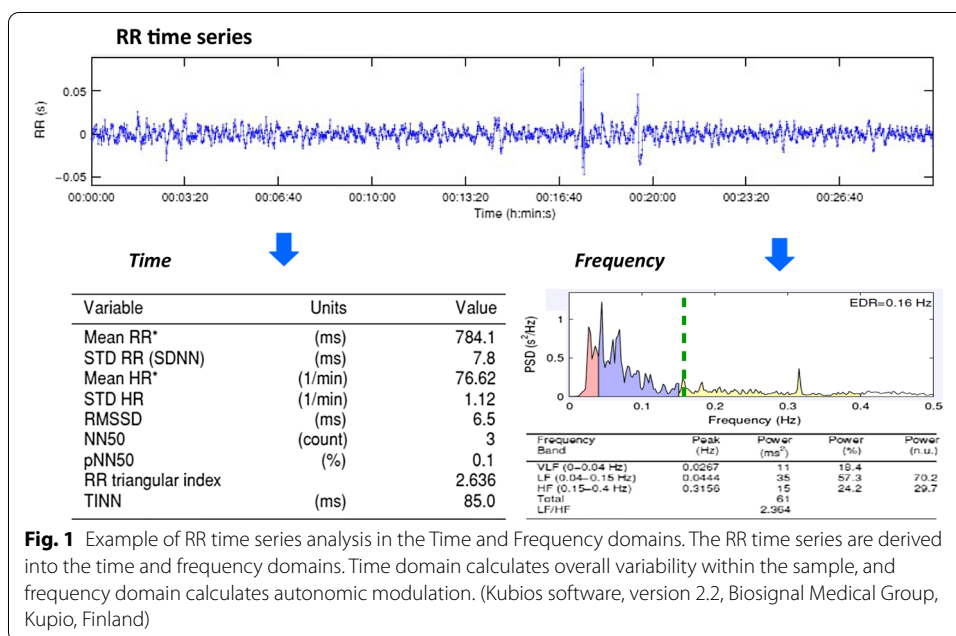 RR time series
0.05
0
−0.05
RR (s)
00:00:00 00:03:20 00:06:40 00:10:00 00:13:20 00:16:40 00:20:00 00:23:20 00:26:40
Time (h:min:s)
Time
Variable Units Value
Mean RR* (ms) 784.1
STD RR (SDNN) (ms) 7.8
Mean HR* (1/min) 76.62
STD HR (1/min) 1.12
RMSSD (ms) 6.5
NN50 (count) 3
pNN50 (%) 0.1
RR triangular index 2.636
TINN (ms) 85.0
Frequency
EDR=0.16 Hz
1
0.5
0
PSD (s²/Hz)
0 0.1 0.2 0.3 0.4 0.5
Frequency (Hz)
Frequency Peak Power Power Power
Band (Hz) (ms²) (%) (n.u.)
VLF (0–0.04 Hz) 0.0267 11 18.4
LF (0.04–0.15 Hz) 0.0444 35 57.3 70.2
HF (0.15–0.4 Hz) 0.3156 15 24.2 29.7
Total 61
LF/HF 2.364
Fig. 1 Example of RR time series analysis in the Time and Frequency domains. The RR time series are derived
into the time and frequency domains. Time domain calculates overall variability within the sample, and
frequency domain calculates autonomic modulation. (Kubios software, version 2.2, Biosignal Medical Group,
Kupio, Finland)